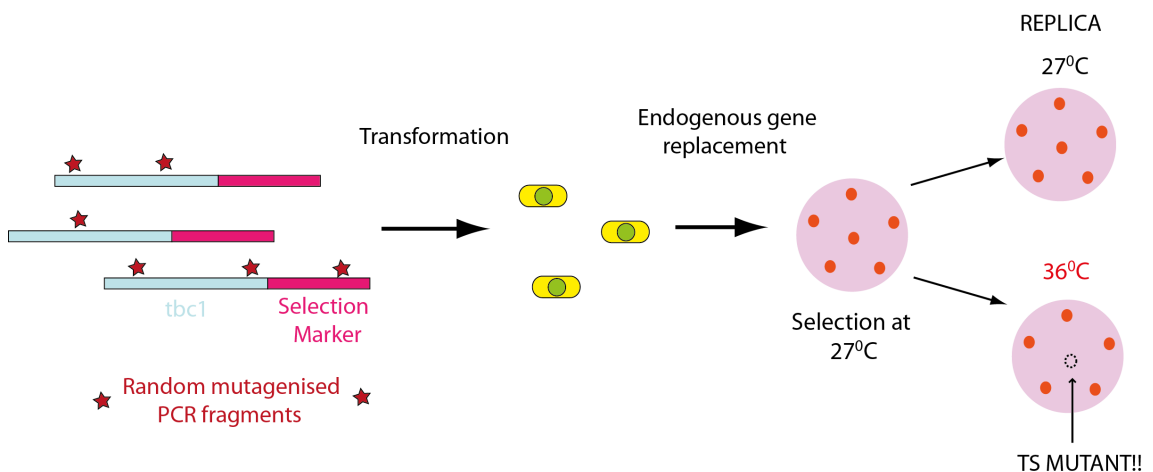 REPLICA
27⁰C
Transformation
Endogenous gene
replacement
tbc1
Selection
Marker
Random mutagenised
PCR fragments
Selection at
27⁰C
36⁰C
TS MUTANT!!